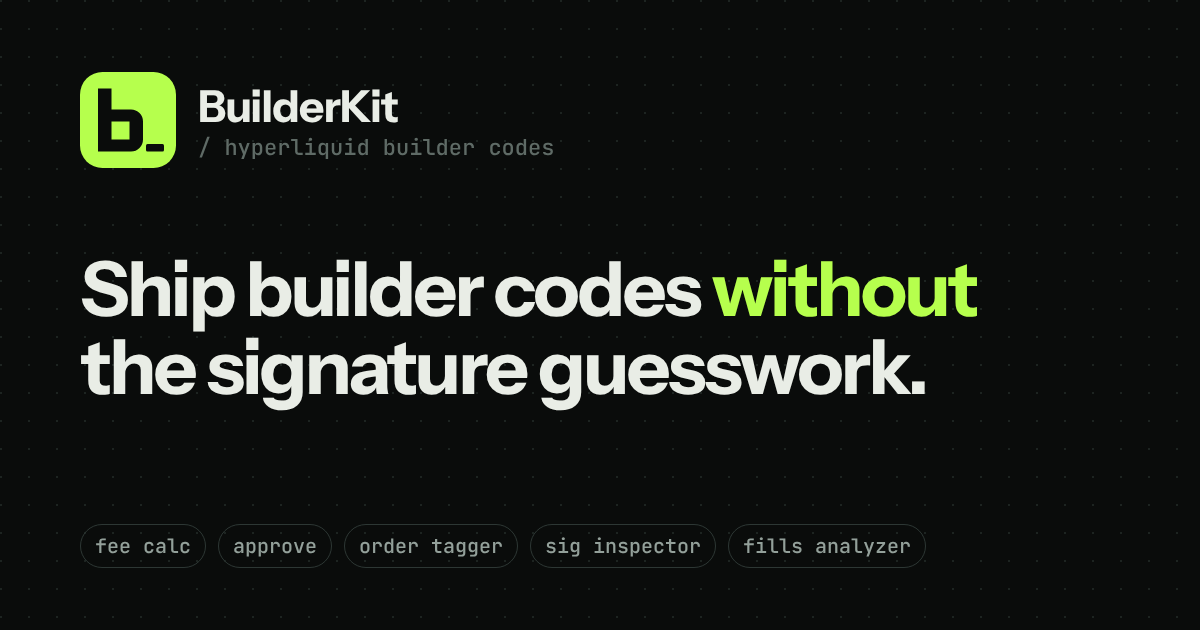 b_
BuilderKit
/ hyperliquid builder codes
Ship builder codes without
the signature guesswork.
fee calc
approve
order tagger
sig inspector
fills analyzer